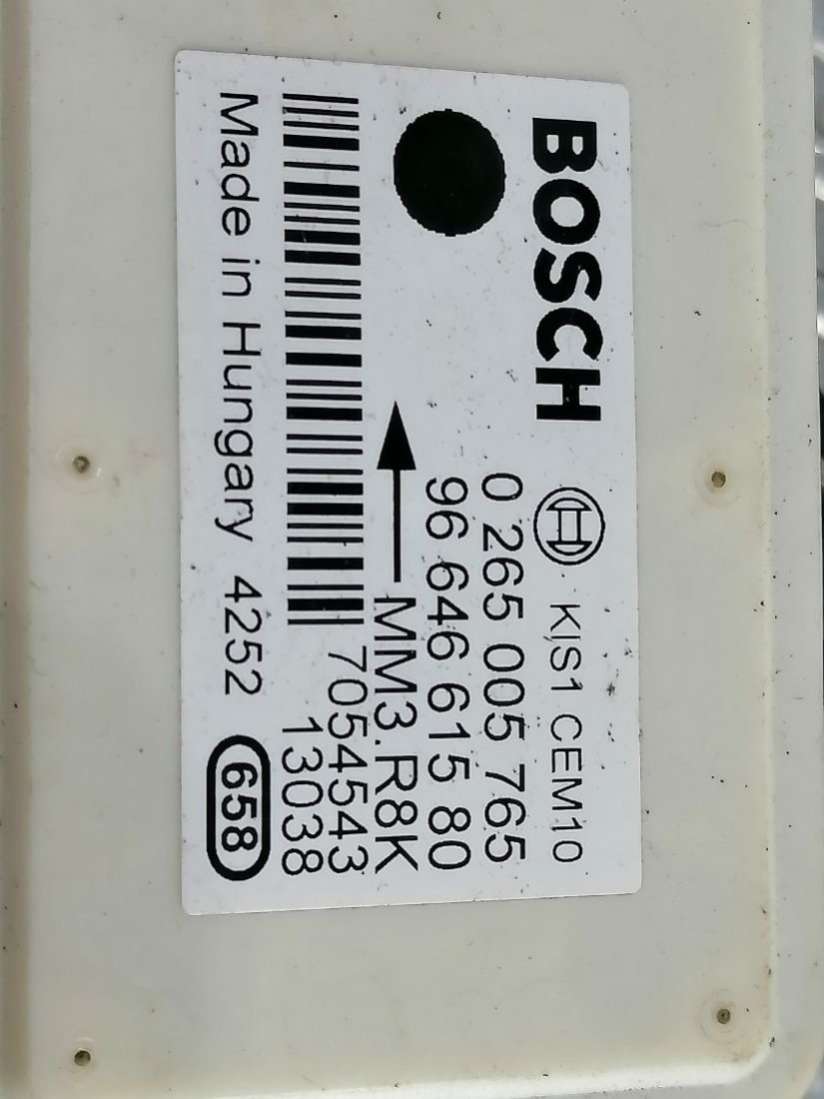 BOSCH KIS1 CEM10
0 265 005 765
96 646 615 80
MM3.R8K
7054543
13038
Made in Hungary 4252 658